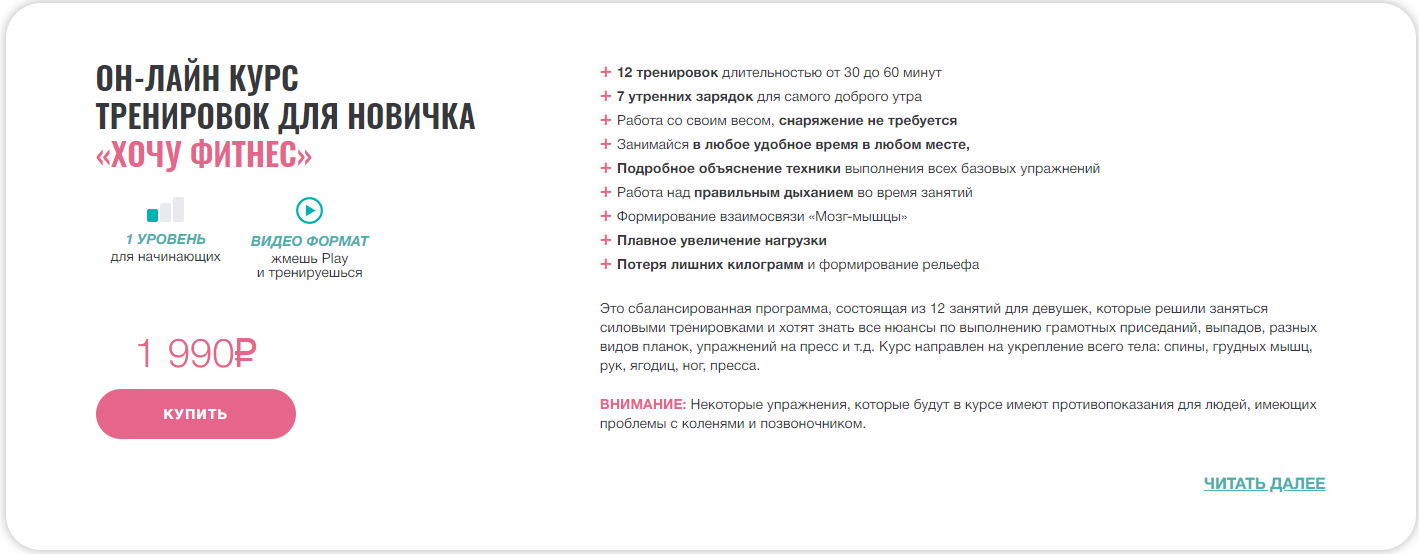 ОН-ЛАЙН КУРС
ТРЕНИРОВОК ДЛЯ НОВИЧКА
«ХОЧУ ФИТНЕС»
1 УРОВЕНЬ
для начинающих
ВИДЕО ФОРМАТ
жмешь Play
и тренируешься
1 990₽
КУПИТЬ
+ 12 тренировок длительностью от 30 до 60 минут
+ 7 утренних зарядок для самого доброго утра
+ Работа со своим весом, снаряжение не требуется
+ Занимайся в любое удобное время в любом месте,
+ Подробное объяснение техники выполнения всех базовых упражнений
+ Работа над правильным дыханием во время занятий
+ Формирование взаимосвязи «Мозг-мышцы»
+ Плавное увеличение нагрузки
+ Потеря лишних килограмм и формирование рельефа
Это сбалансированная программа, состоящая из 12 занятий для девушек, которые решили заняться
силовыми тренировками и хотят знать все нюансы по выполнению грамотных приседаний, выпадов, разных
видов планок, упражнений на пресс и т.д. Курс направлен на укрепление всего тела: спины, грудных мышц,
рук, ягодиц, ног, пресса.
ВНИМАНИЕ: Некоторые упражнения, которые будут в курсе имеют противопоказания для людей, имеющих
проблемы с коленями и позвоночником.
ЧИТАТЬ ДАЛЕЕ